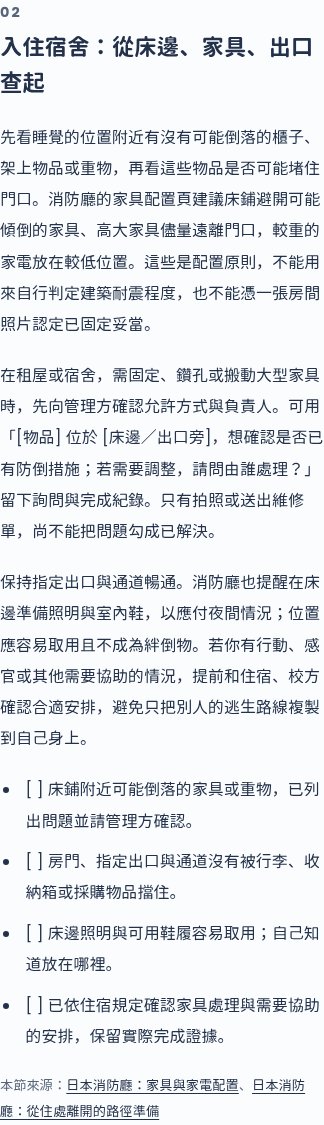 02
入住宿舍：從床邊、家具、出口
查起
先看睡覺的位置附近有沒有可能倒落的櫃子、
架上物品或重物，再看這些物品是否可能堵住
門口。消防廳的家具配置頁建議床鋪避開可能
傾倒的家具、高大家具儘量遠離門口，較重的
家電放在較低位置。這些是配置原則，不能用
來自行判定建築耐震程度，也不能憑一張房間
照片認定已固定妥當。
在租屋或宿舍，需固定、鑽孔或搬動大型家具
時，先向管理方確認允許方式與負責人。可用
「[物品] 位於 [床邊／出口旁]，想確認是否已
有防倒措施；若需要調整，請問由誰處理？」
留下詢問與完成紀錄。只有拍照或送出維修
單，尚不能把問題勾成已解決。
保持指定出口與通道暢通。消防廳也提醒在床
邊準備照明與室內鞋，以應付夜間情況；位置
應容易取用且不成為絆倒物。若你有行動、感
官或其他需要協助的情況，提前和住宿、校方
確認合適安排，避免只把別人的逃生路線複製
到自己身上。
• [ ] 床鋪附近可能倒落的家具或重物，已列
出問題並請管理方確認。
• [ ] 房門、指定出口與通道沒有被行李、收
納箱或採購物品擋住。
• [ ] 床邊照明與可用鞋履容易取用；自己知
道放在哪裡。
• [ ] 已依住宿規定確認家具處理與需要協助
的安排，保留實際完成證據。
本節來源：日本消防廳：家具與家電配置、日本消防
廳：從住處離開的路徑準備